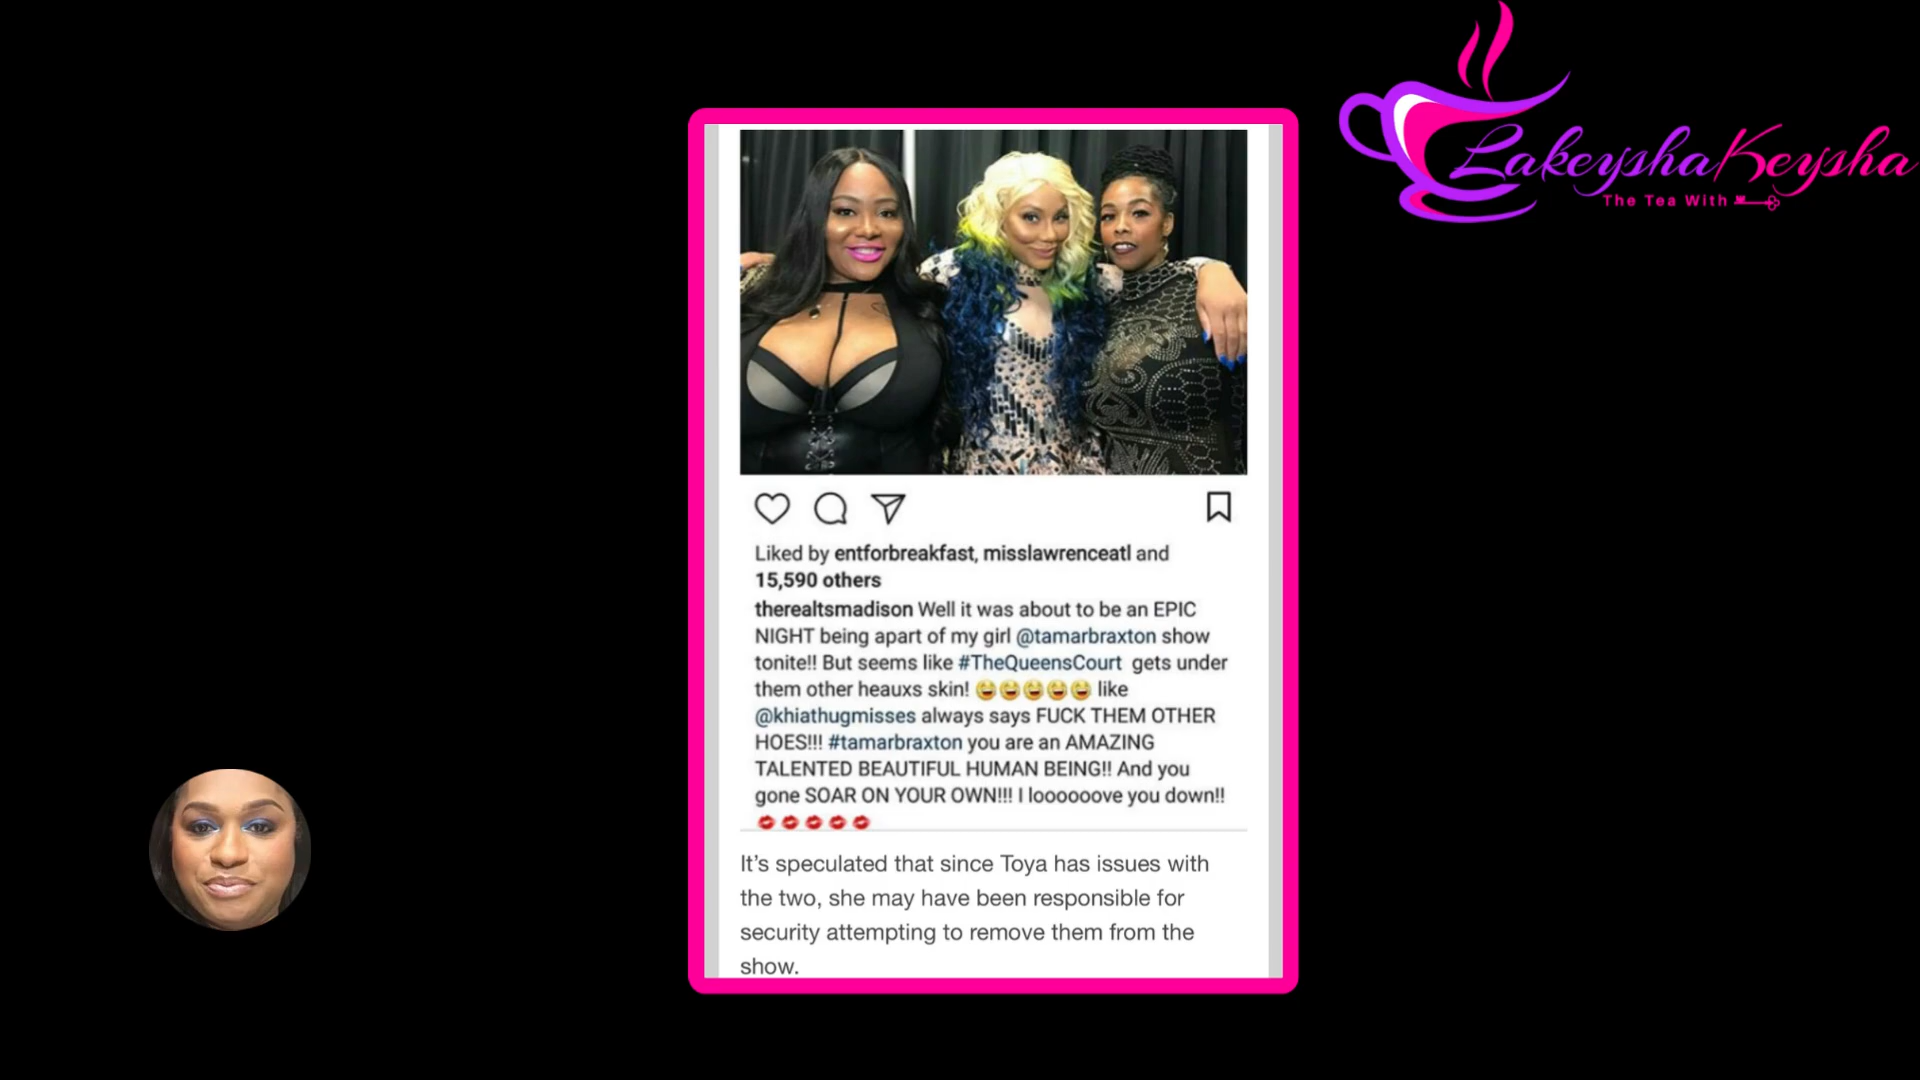 LakeyshaKeysha
The Tea With
Liked by entforbreakfast, misslawrenceatl and
15,590 others
therealtsmadison Well it was about to be an EPIC
NIGHT being apart of my girl @tamarbraxton show
tonite!! But seems like #TheQueensCourt gets under
them other heauxs skin! 😂😂😂😂😂 like
@khiathugmisses always says FUCK THEM OTHER
HOES!!! #tamarbraxton you are an AMAZING
TALENTED BEAUTIFUL HUMAN BEING!! And you
gone SOAR ON YOUR OWN!!! I looooooove you down!!
💋💋💋💋💋
It’s speculated that since Toya has issues with
the two, she may have been responsible for
security attempting to remove them from the
show.